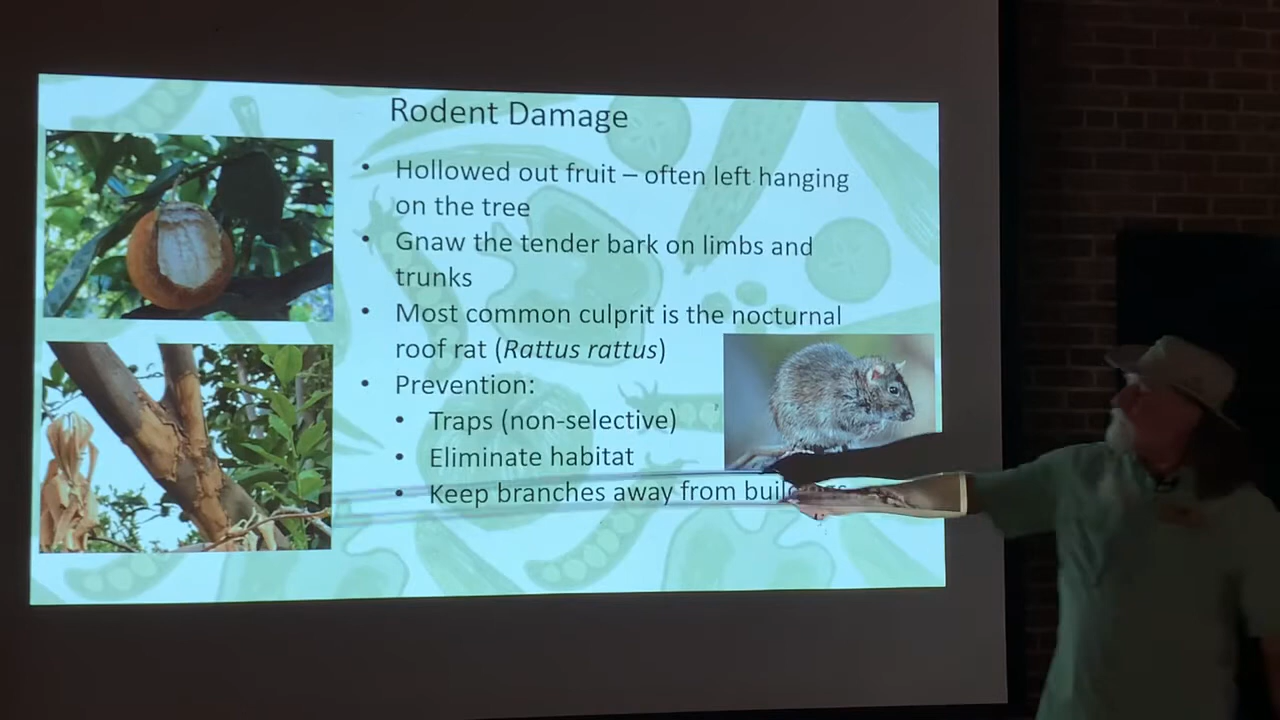 Rodent Damage
• Hollowed out fruit – often left hanging
on the tree
• Gnaw the tender bark on limbs and
trunks
• Most common culprit is the nocturnal
roof rat (Rattus rattus)
• Prevention:
• Traps (non-selective)
• Eliminate habitat
• Keep branches away from